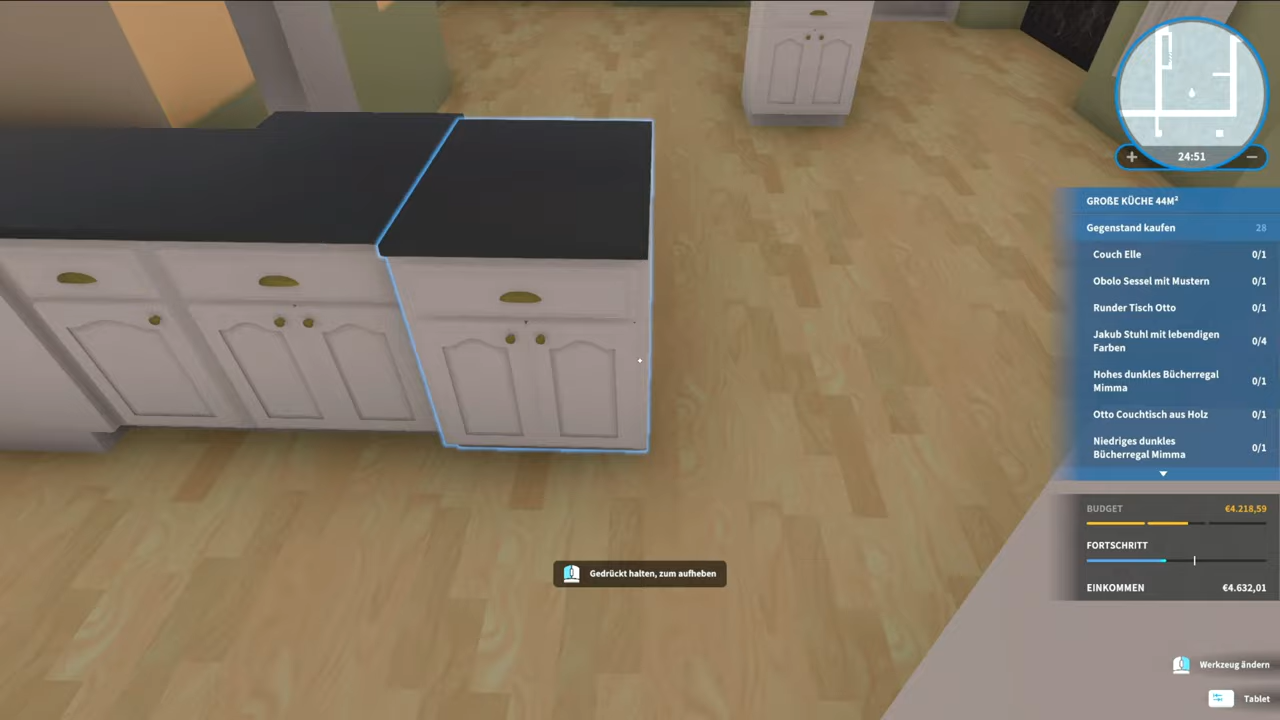 24:51
GROßE KÜCHE 44M²
Gegenstand kaufen 28
Couch Elle 0/1
Obolo Sessel mit Mustern 0/1
Runder Tisch Otto 0/1
Jakub Stuhl mit lebendigen
Farben 0/4
Hohes dunkles Bücherregal
Mimma 0/1
Otto Couchtisch aus Holz 0/1
Niedriges dunkles
Bücherregal Mimma 0/1
BUDGET €4.218,59
FORTSCHRITT
EINKOMMEN €4.632,01
Gedrückt halten, zum aufheben
Werkzeug ändern
Tablet